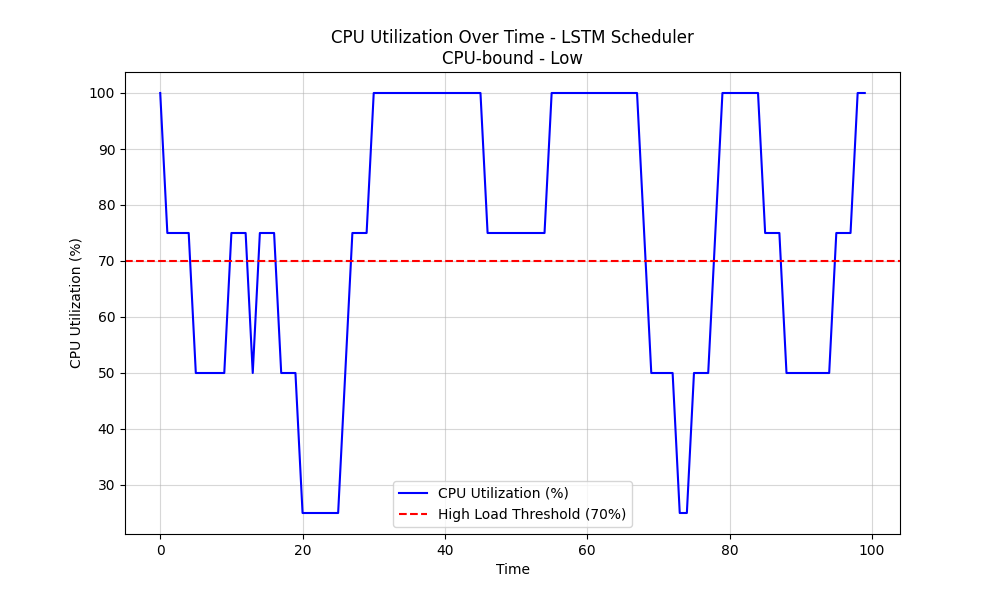 CPU Utilization Over Time - LSTM Scheduler
CPU-bound - Low
CPU Utilization (%)
100
90
80
70
60
50
40
30
CPU Utilization (%)
High Load Threshold (70%)
0 20 40 60 80 100
Time